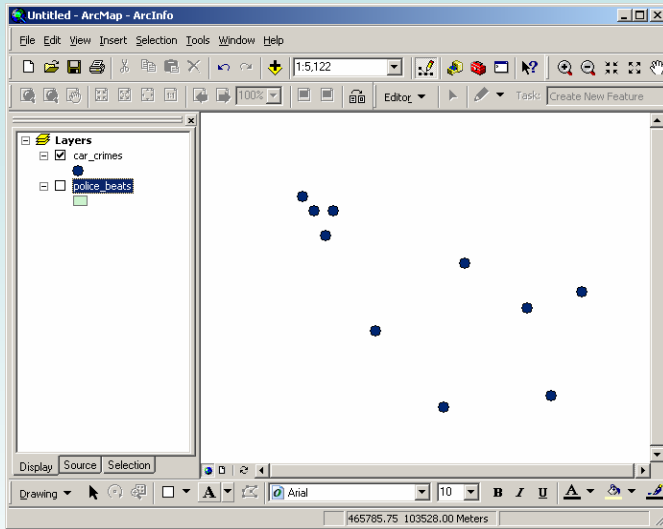 Untitled - ArcMap - ArcInfo
File Edit View Insert Selection Tools Window Help
1:5,122
100% Editor Task: Create New Feature
Layers
car_crimes
police_beats
Display Source Selection
Drawing A Arial 10 B I U A
465785.75 103528.00 Meters